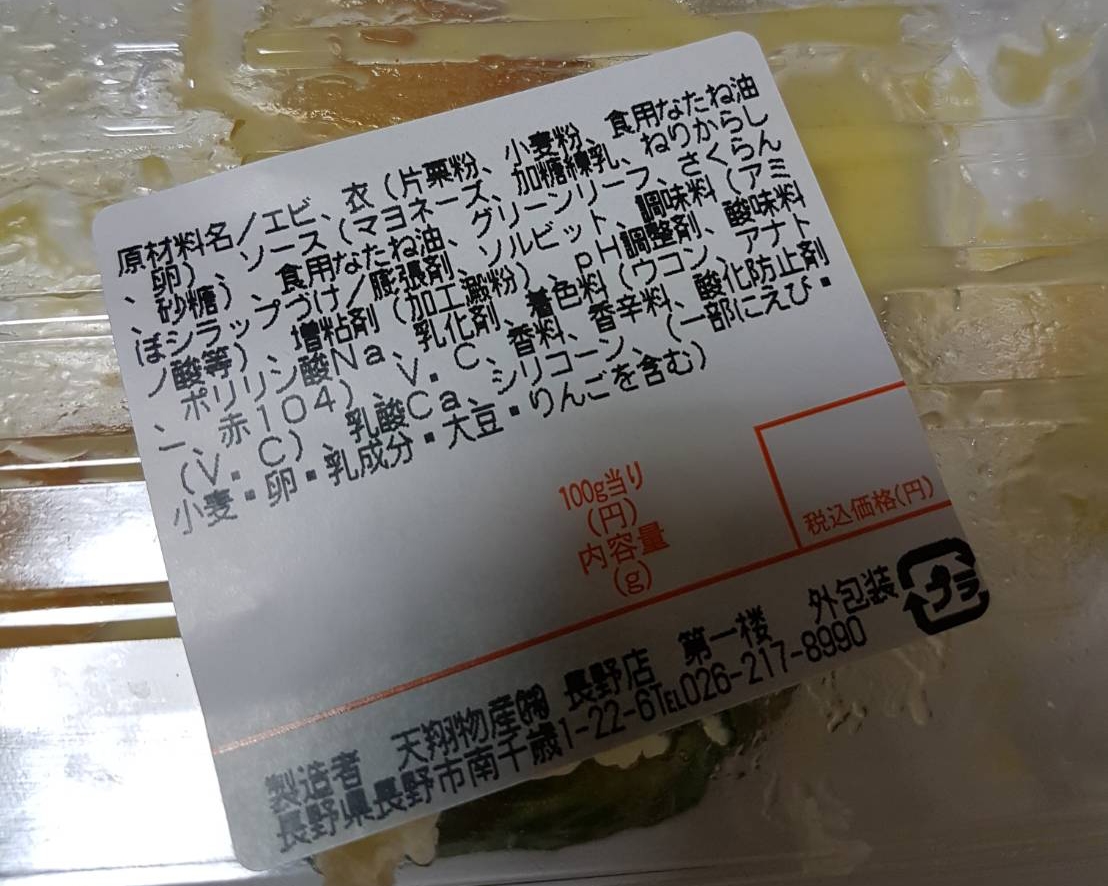 原材料名/エビ、衣(片栗粉、小麦粉、食用なたね油
、卵)、ソース(マヨネーズ、加糖練乳、ねりからし
、砂糖)、食用なたね油、グリーンリーフ、さくらん
ぼシラップづけ/膨張剤、ソルビット、調味料(アミ
ノ酸等)、増粘剤(加工澱粉)、pH調整剤、酸味料
、ポリリン酸Na、乳化剤、着色料(ウコン、アナト
ー、赤104)、V.C、香料、香辛料、酸化防止剤
(V.C)、乳酸Ca、シリコーン、(一部にえび・
小麦・卵・乳成分・大豆・りんごを含む)
100g当り
(円)
内容量
(g)
税込価格(円)
プラ
外包装
製造者 天翔物産㈲ 長野店 第一楼
長野県長野市南千歳1-22-6TEL026-217-8990